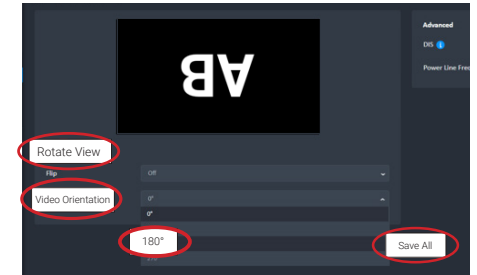 Advanced
DIS i
Power Line Fre
AB
Rotate View
Flip Off
Video Orientation 0°
0°
180°
Save All